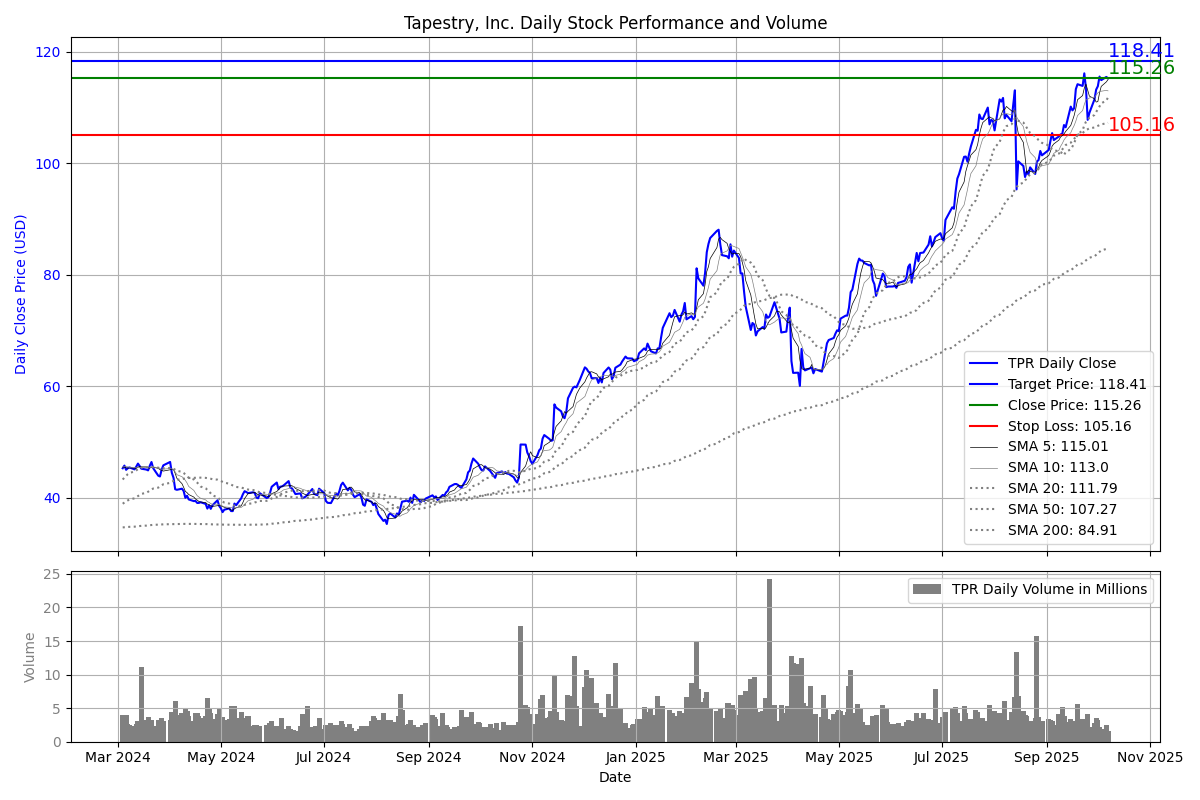 Tapestry, Inc. Daily Stock Performance and Volume
Daily Close Price (USD)
120
100
80
60
40
118.41
115.26
105.16
TPR Daily Close
Target Price: 118.41
Close Price: 115.26
Stop Loss: 105.16
SMA 5: 115.01
SMA 10: 113.0
SMA 20: 111.79
SMA 50: 107.27
SMA 200: 84.91
Volume
25
20
15
10
5
0
TPR Daily Volume in Millions
Mar 2024 May 2024 Jul 2024 Sep 2024 Nov 2024 Jan 2025 Mar 2025 May 2025 Jul 2025 Sep 2025 Nov 2025
Date